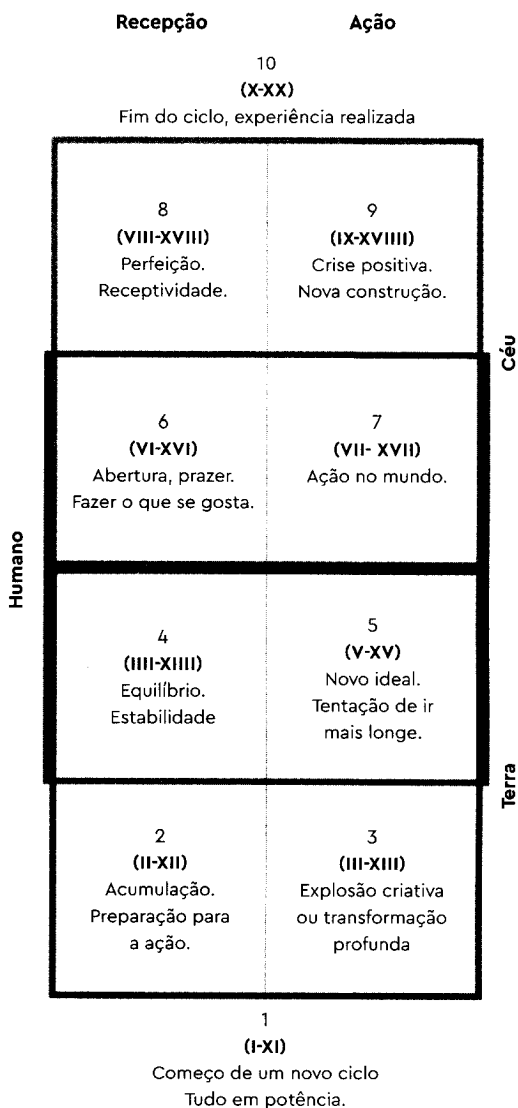 Recepção
Ação
10
(X-XX)
Fim do ciclo, experiência realizada
8
(VIII-XVIII)
Perfeição.
Receptividade.
9
(IX-XVIIII)
Crise positiva.
Nova construção.
Céu
6
(VI-XVI)
Abertura, prazer.
Fazer o que se gosta.
7
(VII- XVII)
Ação no mundo.
Humano
4
(IIII-XIIII)
Equilíbrio.
Estabilidade
5
(V-XV)
Novo ideal.
Tentação de ir
mais longe.
Terra
2
(II-XII)
Acumulação.
Preparação para
a ação.
3
(III-XIII)
Explosão criativa
ou transformação
profunda
1
(I-XI)
Começo de um novo ciclo
Tudo em potência.